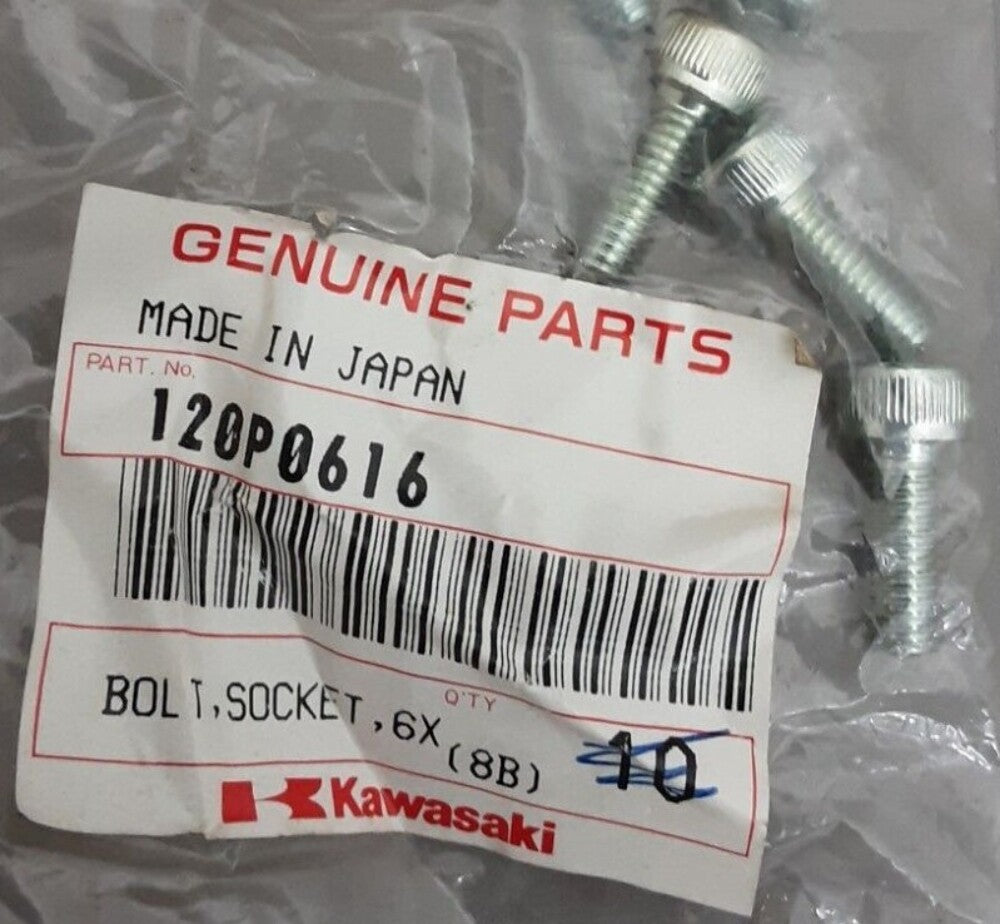 GENUINE PARTS
MADE IN JAPAN
PART. No.
120P0616
Q'TY
BOLT,SOCKET,6X
(8B) 10
Kawasaki